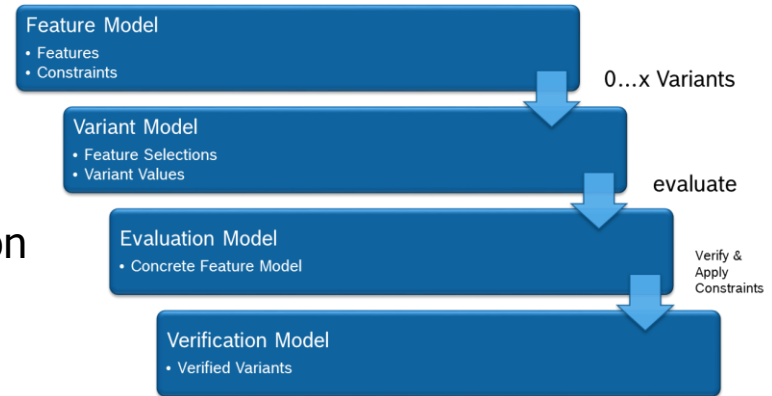 Feature Model
• Features
• Constraints
0...x Variants
Variant Model
• Feature Selections
• Variant Values
evaluate
on
Evaluation Model
• Concrete Feature Model
Verify &
Apply
Constraints
Verification Model
• Verified Variants